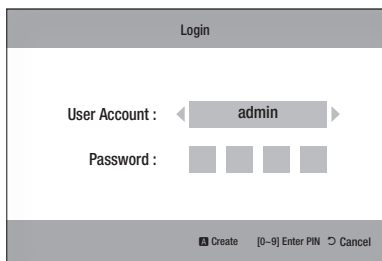 Login
User Account : admin
Password :
A Create [0~9] Enter PIN Cancel